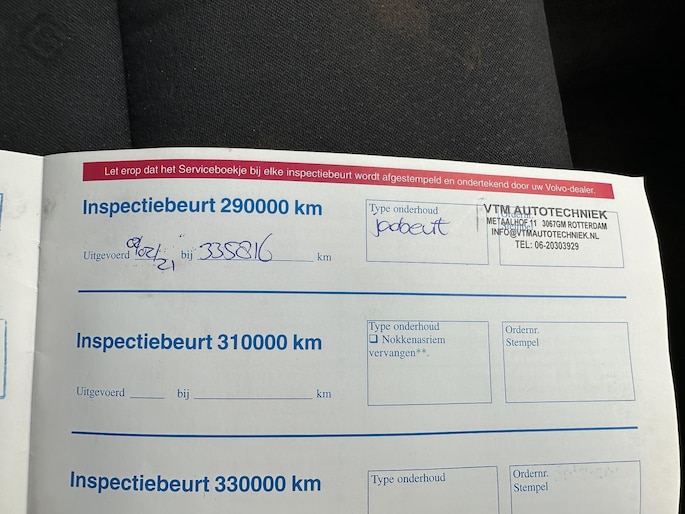 Let erop dat het Serviceboekje bij elke inspectiebeurt wordt afgestempeld en ondertekend door uw Volvo-dealer.
Inspectiebeurt 290000 km
Type onderhoud
Ordernr.
Stempel
VTM AUTOTECHNIEK
METAALHOF 11 3067GM ROTTERDAM
INFO@VTMAUTOTECHNIEK.NL
TEL: 06-20303929
Uitgevoerd bij 335816 km
Inspectiebeurt 310000 km
Type onderhoud
❑ Nokkenasriem
vervangen**.
Ordernr.
Stempel
Uitgevoerd bij km
Inspectiebeurt 330000 km
Type onderhoud
Ordernr.
Stempel